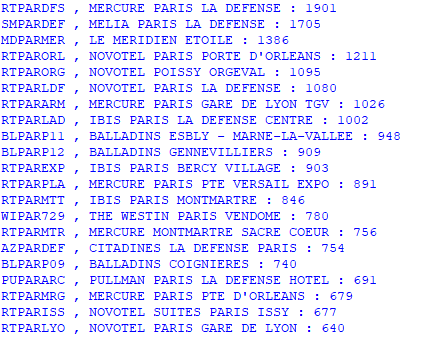 RTPARDFS , MERCURE PARIS LA DEFENSE : 1901
SMPARDEF , MELIA PARIS LA DEFENSE : 1705
MDPARMER , LE MERIDIEN ETOILE : 1386
RTPARORL , NOVOTEL PARIS PORTE D'ORLEANS : 1211
RTPARORG , NOVOTEL POISSY ORGEVAL : 1095
RTPARLDF , NOVOTEL PARIS LA DEFENSE : 1080
RTPARARM , MERCURE PARIS GARE DE LYON TGV : 1026
RTPARLAD , IBIS PARIS LA DEFENSE CENTRE : 1002
BLPARP11 , BALLADINS ESBLY - MARNE-LA-VALLEE : 948
BLPARP12 , BALLADINS GENNEVILLIERS : 909
RTPAREXP , IBIS PARIS BERCY VILLAGE : 903
RTPARPLA , MERCURE PARIS PTE VERSAIL EXPO : 891
RTPARMTT , IBIS PARIS MONTMARTRE : 846
WIPAR729 , THE WESTIN PARIS VENDOME : 780
RTPARMTR , MERCURE MONTMARTRE SACRE COEUR : 756
AZPARDEF , CITADINES LA DEFENSE PARIS : 754
BLPARP09 , BALLADINS COIGNIERES : 740
PUPARARC , PULLMAN PARIS LA DEFENSE HOTEL : 691
RTPARMRG , MERCURE PARIS PTE D'ORLEANS : 679
RTPARISS , NOVOTEL SUITES PARIS ISSY : 677
RTPARLYO , NOVOTEL PARIS GARE DE LYON : 640